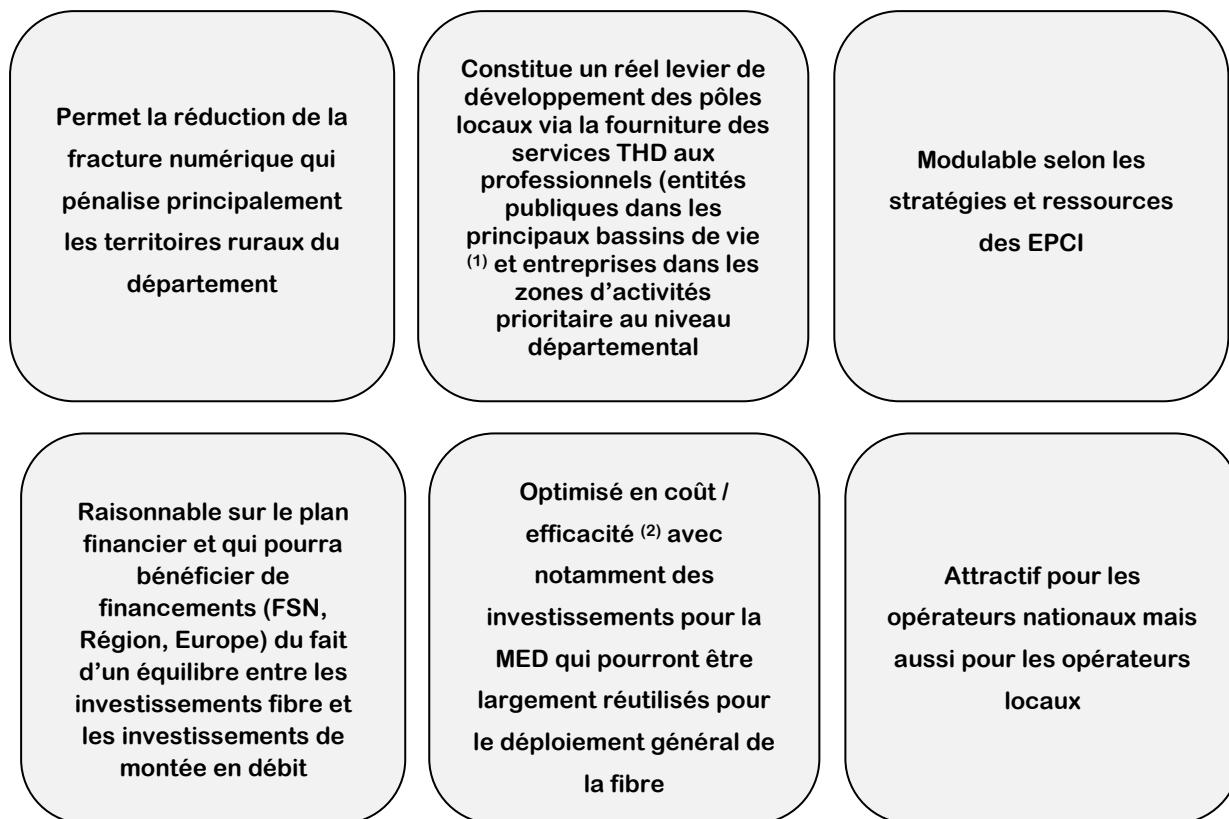 Permet la réduction de la
fracture numérique qui
pénalise principalement
les territoires ruraux du
département
Constitue un réel levier de
développement des pôles
locaux via la fourniture des
services THD aux
professionnels (entités
publiques dans les
principaux bassins de vie
(1) et entreprises dans les
zones d’activités
prioritaire au niveau
départemental
Modulable selon les
stratégies et ressources
des EPCI
Raisonnable sur le plan
financier et qui pourra
bénéficier de
financements (FSN,
Région, Europe) du fait
d’un équilibre entre les
investissements fibre et
les investissements de
montée en débit
Optimisé en coût /
efficacité (2) avec
notamment des
investissements pour la
MED qui pourront être
largement réutilisés pour
le déploiement général de
la fibre
Attractif pour les
opérateurs nationaux mais
aussi pour les opérateurs
locaux